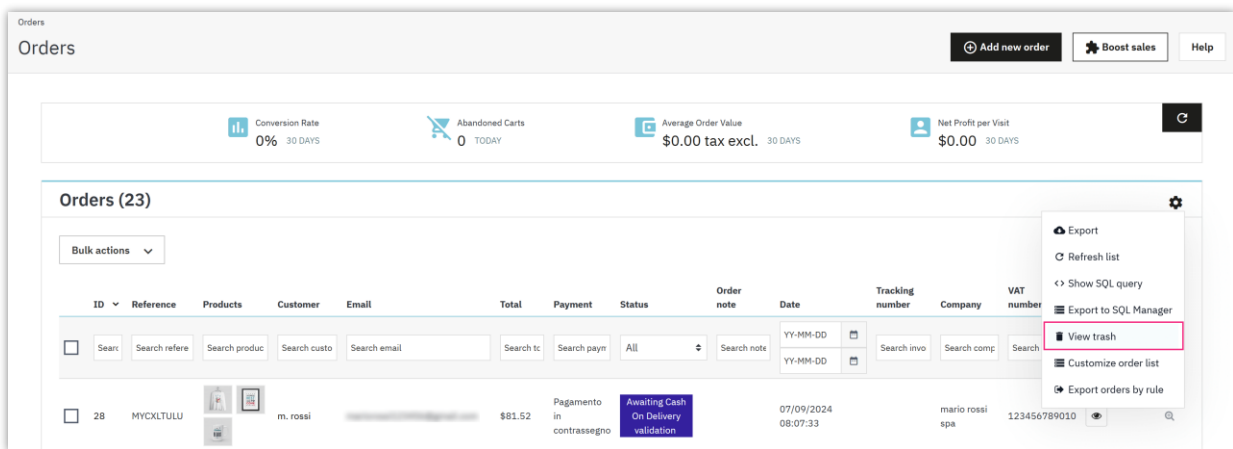 Orders
Orders
Add new order
Boost sales
Help
Conversion Rate
0% 30 DAYS
Abandoned Carts
0 TODAY
Average Order Value
$0.00 tax excl. 30 DAYS
Net Profit per Visit
$0.00 30 DAYS
Orders (23)
Export
Refresh list
Show SQL query
Export to SQL Manager
View trash
Customize order list
Export orders by rule
Bulk actions
ID Reference Products Customer Email Total Payment Status Order note Date Tracking number Company VAT number
Searc Search refere Search produc Search custo Search email Search to Search payn All Search note YY-MM-DD Search invo Search comp Search
YY-MM-DD
28 MYCXLTULU m. rossi $81.52 Pagamento in contrassegno Awaiting Cash On Delivery validation 07/09/2024 08:07:33 mario rossi spa 123456789010